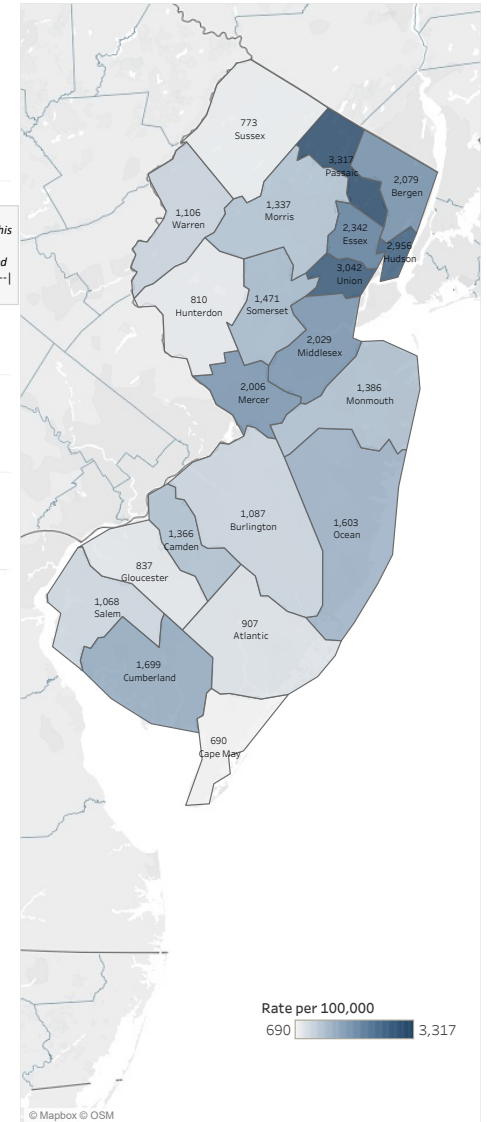 his
d
--|
773
Sussex
3,317
Passaic
2,079
Bergen
1,106
Warren
1,337
Morris
2,342
Essex
2,956
Hudson
3,042
Union
810
Hunterdon
1,471
Somerset
2,029
Middlesex
2,006
Mercer
1,386
Monmouth
1,087
Burlington
1,603
Ocean
1,366
Camden
837
Gloucester
1,068
Salem
907
Atlantic
1,699
Cumberland
690
Cape May
Rate per 100,000
690 3,317
© Mapbox © OSM